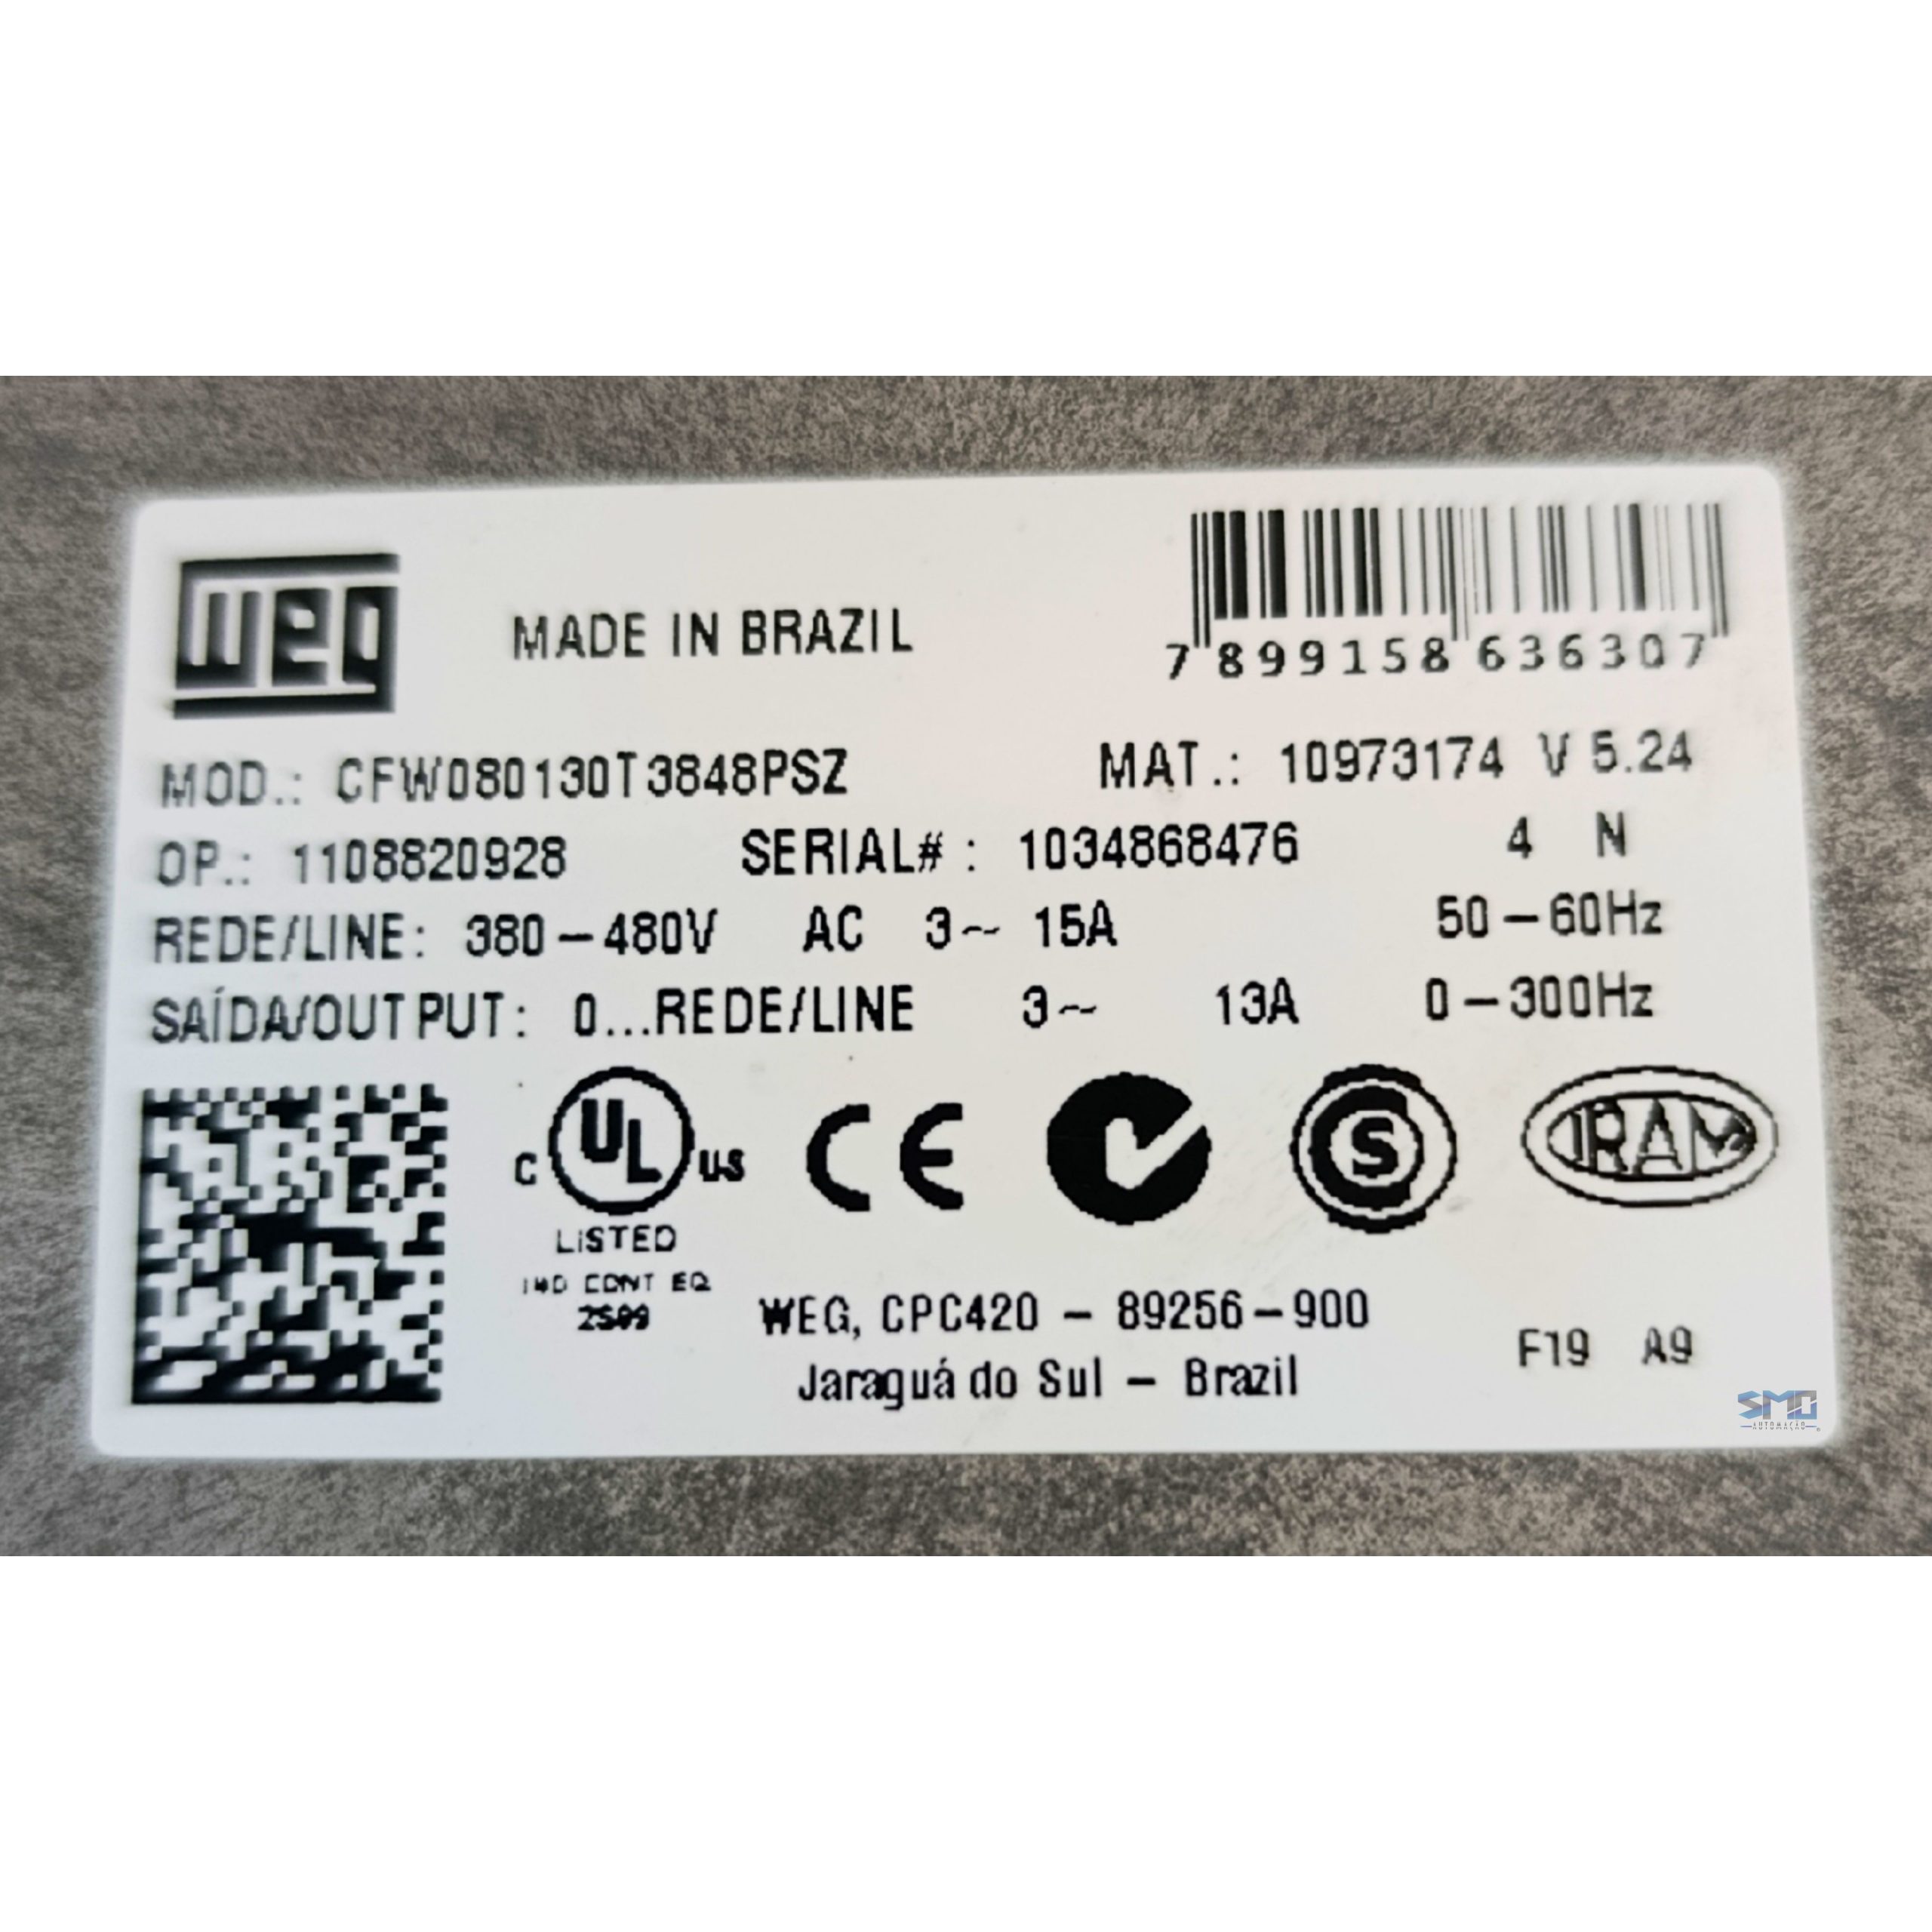 weg
MADE IN BRAZIL
7 899158 636307
MOD.: CFW080130T3848PSZ MAT.: 10973174 V 5.24
OP.: 1108820928 SERIAL# : 1034868476 4 N
REDE/LINE: 380-480V AC 3~ 15A 50-60Hz
SAÍDA/OUTPUT: 0...REDE/LINE 3~ 13A 0-300Hz
C UL US CE S IRAM
LISTED
IND CONT EQ
WEG, CPC420 - 89256-900
Jaraguá do Sul - Brazil
F19 A9
SMO
AUTOMAÇÃO